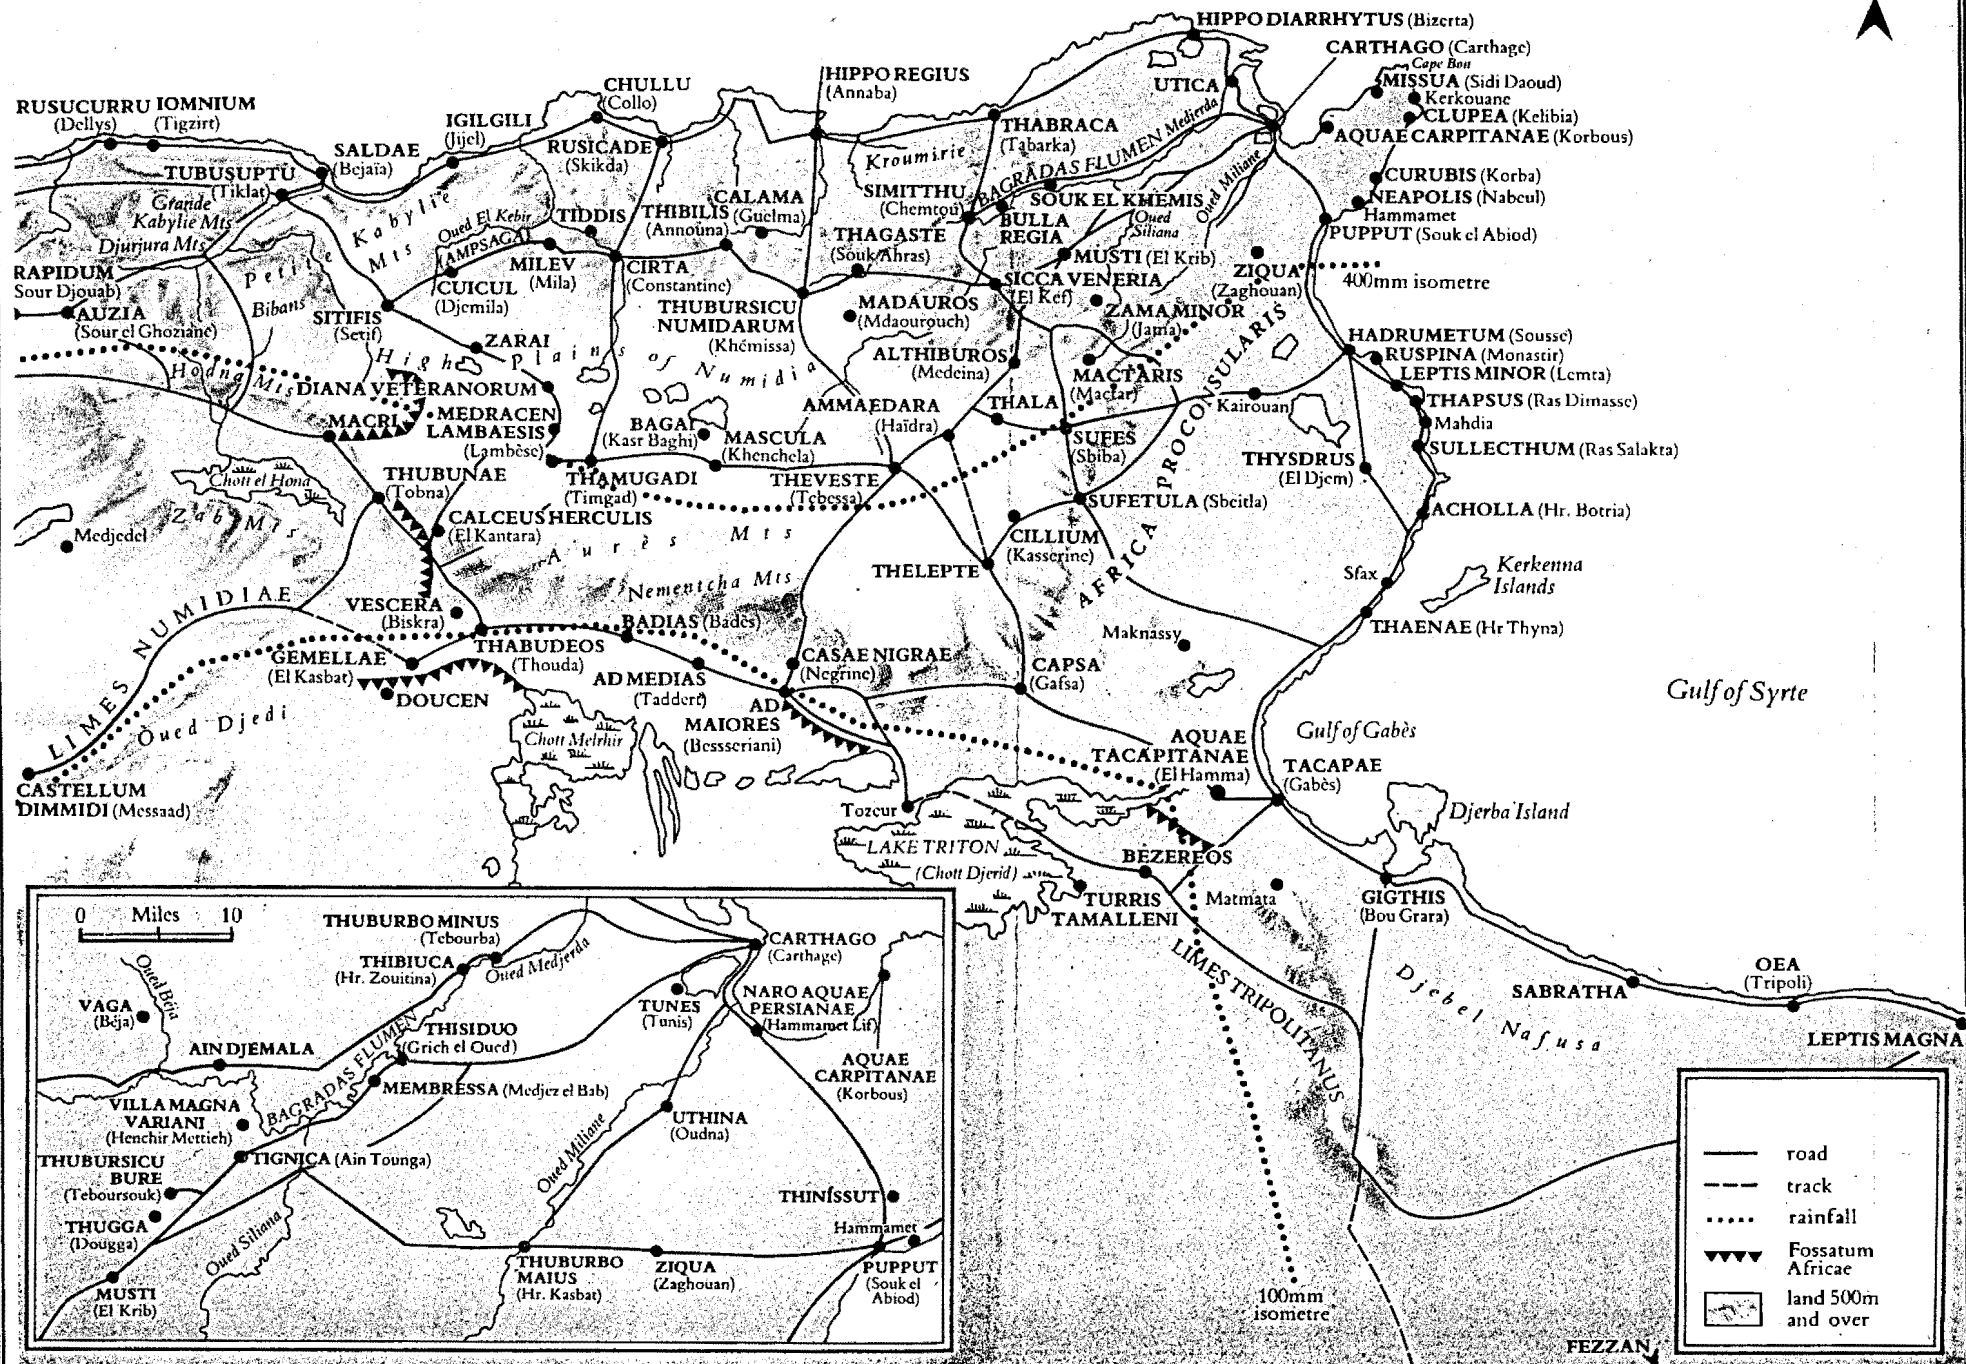 HIPPO DIARRHYTUS (Bizerta)
CARTHAGO (Carthage)
Cape Bon
MISSUA (Sidi Daoud)
Kerkouane
CLUPEA (Kelibia)
AQUAE CARPITANAE (Korbous)
UTICA
HIPPO REGIUS
(Annaba)
CHULLU
(Collo)
RUSUCURRU
(Dellys)
IOMNIUM
(Tigzirt)
IGILGILI
(Jijel)
RUSICADE
(Skikda)
SALDAE
(Bejaïa)
TUBUSUPTU
(Tiklat)
THABRACA
(Tabarka)
Kroumirie
BAGRADAS FLUMEN Medjerda
Oued Miliane
CURUBIS (Korba)
NEAPOLIS (Nabeul)
Hammamet
PUPPUT (Souk el Abiod)
Grande
Kabylie Mts
Djurjura Mts
Petite Kabylie
Mts
Bibans
Oued El Kebir
(AMPSAGA)
TIDDIS
MILEV
(Mila)
THIBILIS
(Announa)
CALAMA
(Guelma)
SIMITTHU
(Chemtou)
BULLA
REGIA
SOUK EL KHEMIS
Oued
Siliana
THAGASTE
(Souk Ahras)
MUSTI (El Krib)
ZIQUA
(Zaghouan)
400mm isometre
RAPIDUM
Sour Djouab)
AUZIA
(Sour el Ghoziane)
CUICUL
(Djemila)
CIRTA
(Constantine)
SITIFIS
(Setif)
THUBURSICU
NUMIDARUM
(Khémissa)
MADAUROS
(Mdaourouch)
SICCA VENERIA
(El Kef)
ZAMA MINOR
(Jama)
HADRUMETUM (Sousse)
RUSPINA (Monastir)
LEPTIS MINOR (Lemta)
THAPSUS (Ras Dimasse)
Mahdia
SULLECTHUM (Ras Salakta)
ZARAI
High Plains of Numidia
Hodna Mts
DIANA VETERANORUM
ALTHIBUROS
(Medeina)
MACTARIS
(Mactar)
Kairouan
MACRI
MEDRACEN
LAMBAESIS
(Lambèse)
BAGAI
(Kasr Baghi)
MASCULA
(Khenchela)
AMMAEDARA
(Haïdra)
THALA
SUFES
(Sbiba)
AFRICA PROCONSULARIS
THYSDRUS
(El Djem)
Chott el Hona
THUBUNAE
(Tobna)
THAMUGADI
(Timgad)
THEVESTE
(Tebessa)
SUFETULA (Sbeitla)
ACHOLLA (Hr. Botria)
Zab Mts
Medjedel
CALCEUS HERCULIS
(El Kantara)
Aurès Mts
CILLIUM
(Kasserine)
THELEPTE
Nementcha Mts
Sfax
Kerkenna
Islands
LIMES NUMIDIAE
VESCERA
(Biskra)
BADIAS (Badès)
Maknassy
THAENAE (Hr Thyna)
GEMELLAE
(El Kasbat)
THABUDEOS
(Thouda)
CASAE NIGRAE
(Negrine)
CAPSA
(Gafsa)
DOUCEN
AD MEDIAS
(Taddert)
AD
MAIORES
(Bessseriani)
Oued Djedi
Chott Melrhir
Gulf of Syrte
Gulf of Gabès
AQUAE
TACAPITANAE
(El Hamma)
TACAPAE
(Gabès)
CASTELLUM
DIMMIDI (Messaad)
Tozeur
Djerba Island
LAKE TRITON
(Chott Djerid)
BEZEREOS
TURRIS
TAMALLENI
Matmata
GIGTHIS
(Bou Grara)
LIMES TRIPOLITANUS
Djebel Nafusa
SABRATHA
OEA
(Tripoli)
LEPTIS MAGNA
100mm
isometre
FEZZAN
0 Miles 10
THUBURBO MINUS
(Tebourba)
THIBIUCA
(Hr. Zouitina)
Oued Medjerda
CARTHAGO
(Carthage)
Oued Béja
VAGA
(Béja)
TUNES
(Tunis)
NARO AQUAE
PERSIANAE
(Hammamet Lif)
AIN DJEMALA
BAGRADAS FLUMEN
THISIDUO
(Grich el Oued)
MEMBRESSA (Medjez el Bab)
AQUAE
CARPITANAE
(Korbous)
VILLA MAGNA
VARIANI
(Henchir Mettich)
UTHINA
(Oudna)
Oued Miliane
THUBURSICU
BURE
(Teboursouk)
TIGNICA (Ain Tounga)
THUGGA
(Dougga)
Oued Siliana
THINISSUT
Hammamet
MUSTI
(El Krib)
THUBURBO
MAIUS
(Hr. Kasbat)
ZIQUA
(Zaghouan)
PUPPUT
(Souk el
Abiod)
road
track
rainfall
Fossatum
Africae
land 500m
and over